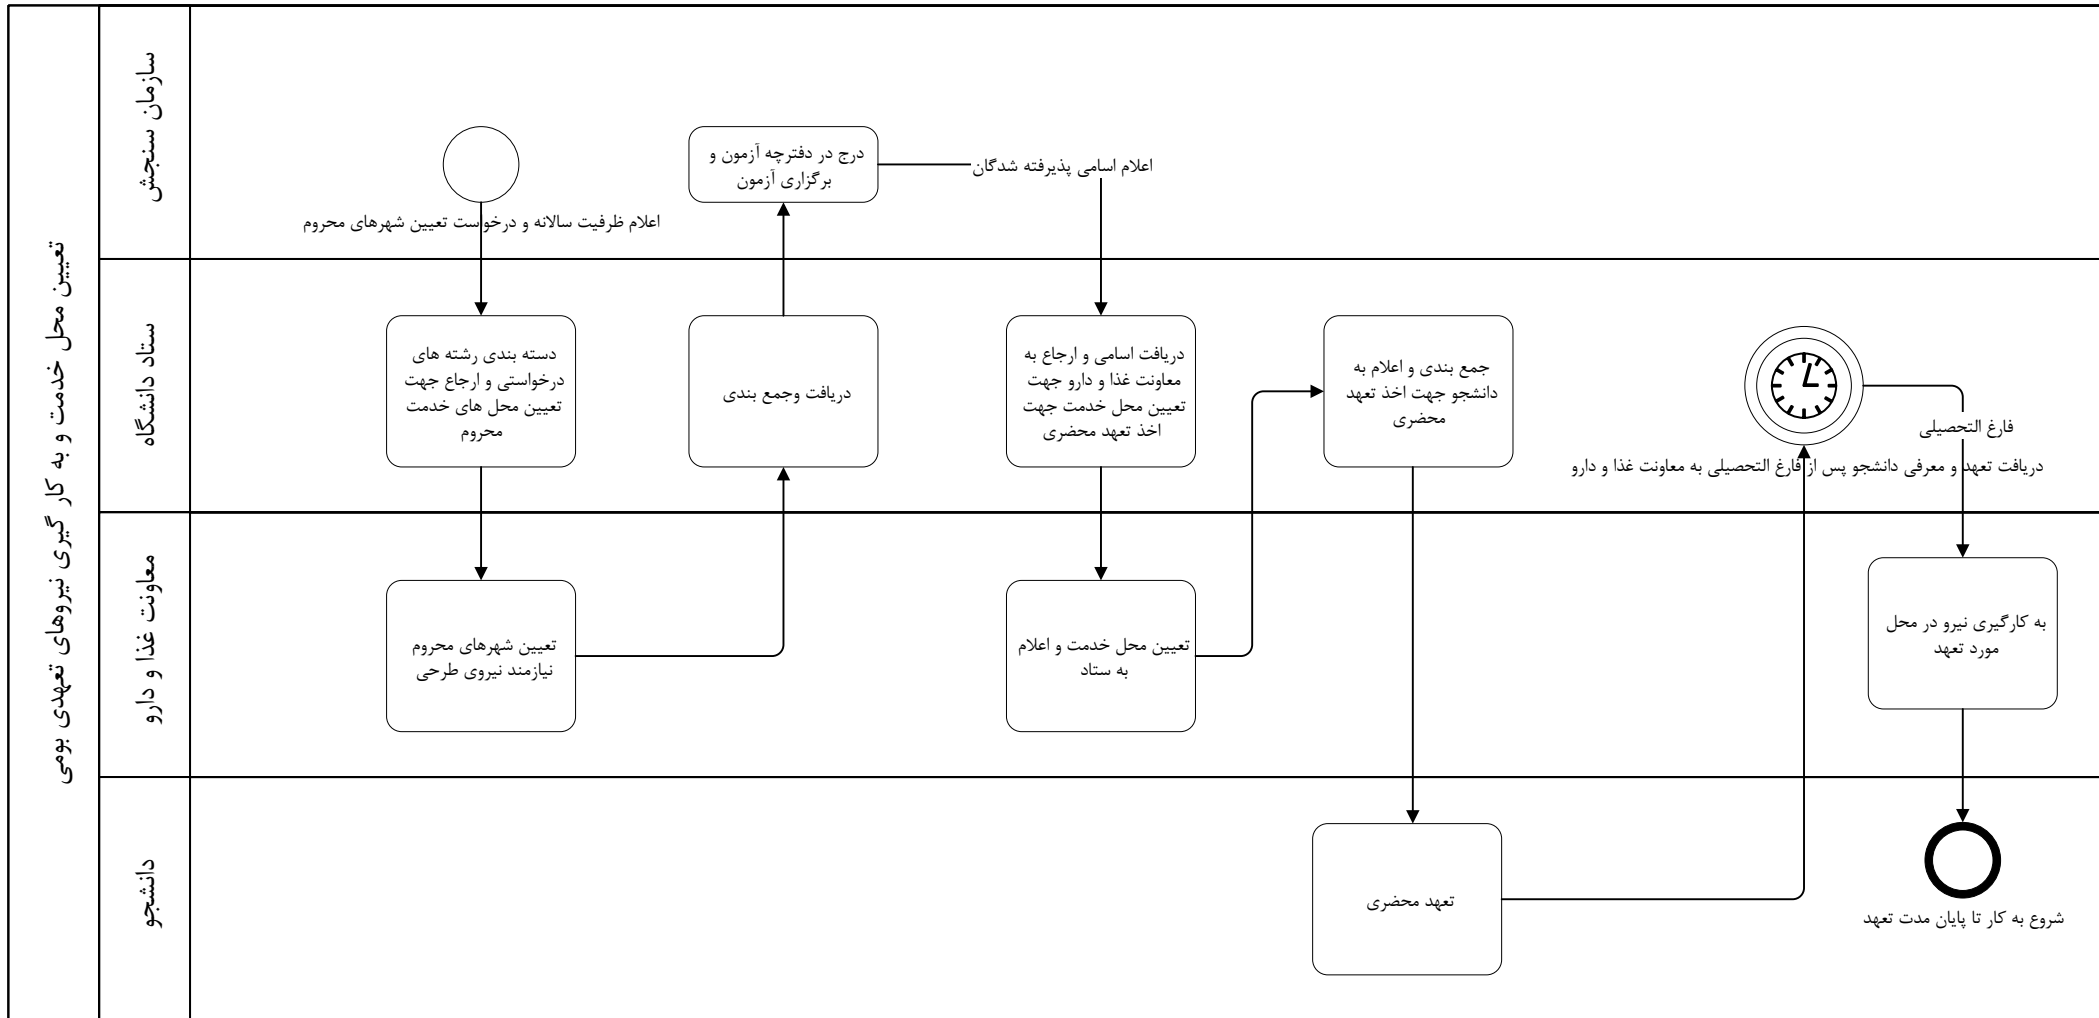 تعیین محل خدمت و به کار گیری نیروهای تعهدی بومی
سازمان سنجش
اعلام ظرفیت سالانه و درخواست تعیین شهرهای محروم
درج در دفترچه آزمون و
برگزاری آزمون
اعلام اسامی پذیرفته شدگان
ستاد دانشگاه
دسته بندی رشته های
درخواستی و ارجاع جهت
تعیین محل های خدمت
محروم
دریافت وجمع بندی
دریافت اسامی و ارجاع به
معاونت غذا و دارو جهت
تعیین محل خدمت جهت
اخذ تعهد محضری
جمع بندی و اعلام به
دانشجو جهت اخذ تعهد
محضری
فارغ التحصیلی
دریافت تعهد و معرفی دانشجو پس از فارغ التحصیلی به معاونت غذا و دارو
معاونت غذا و دارو
تعیین شهرهای محروم
نیازمند نیروی طرحی
تعیین محل خدمت و اعلام
به ستاد
به کارگیری نیرو در محل
مورد تعهد
دانشجو
تعهد محضری
شروع به کار تا پایان مدت تعهد